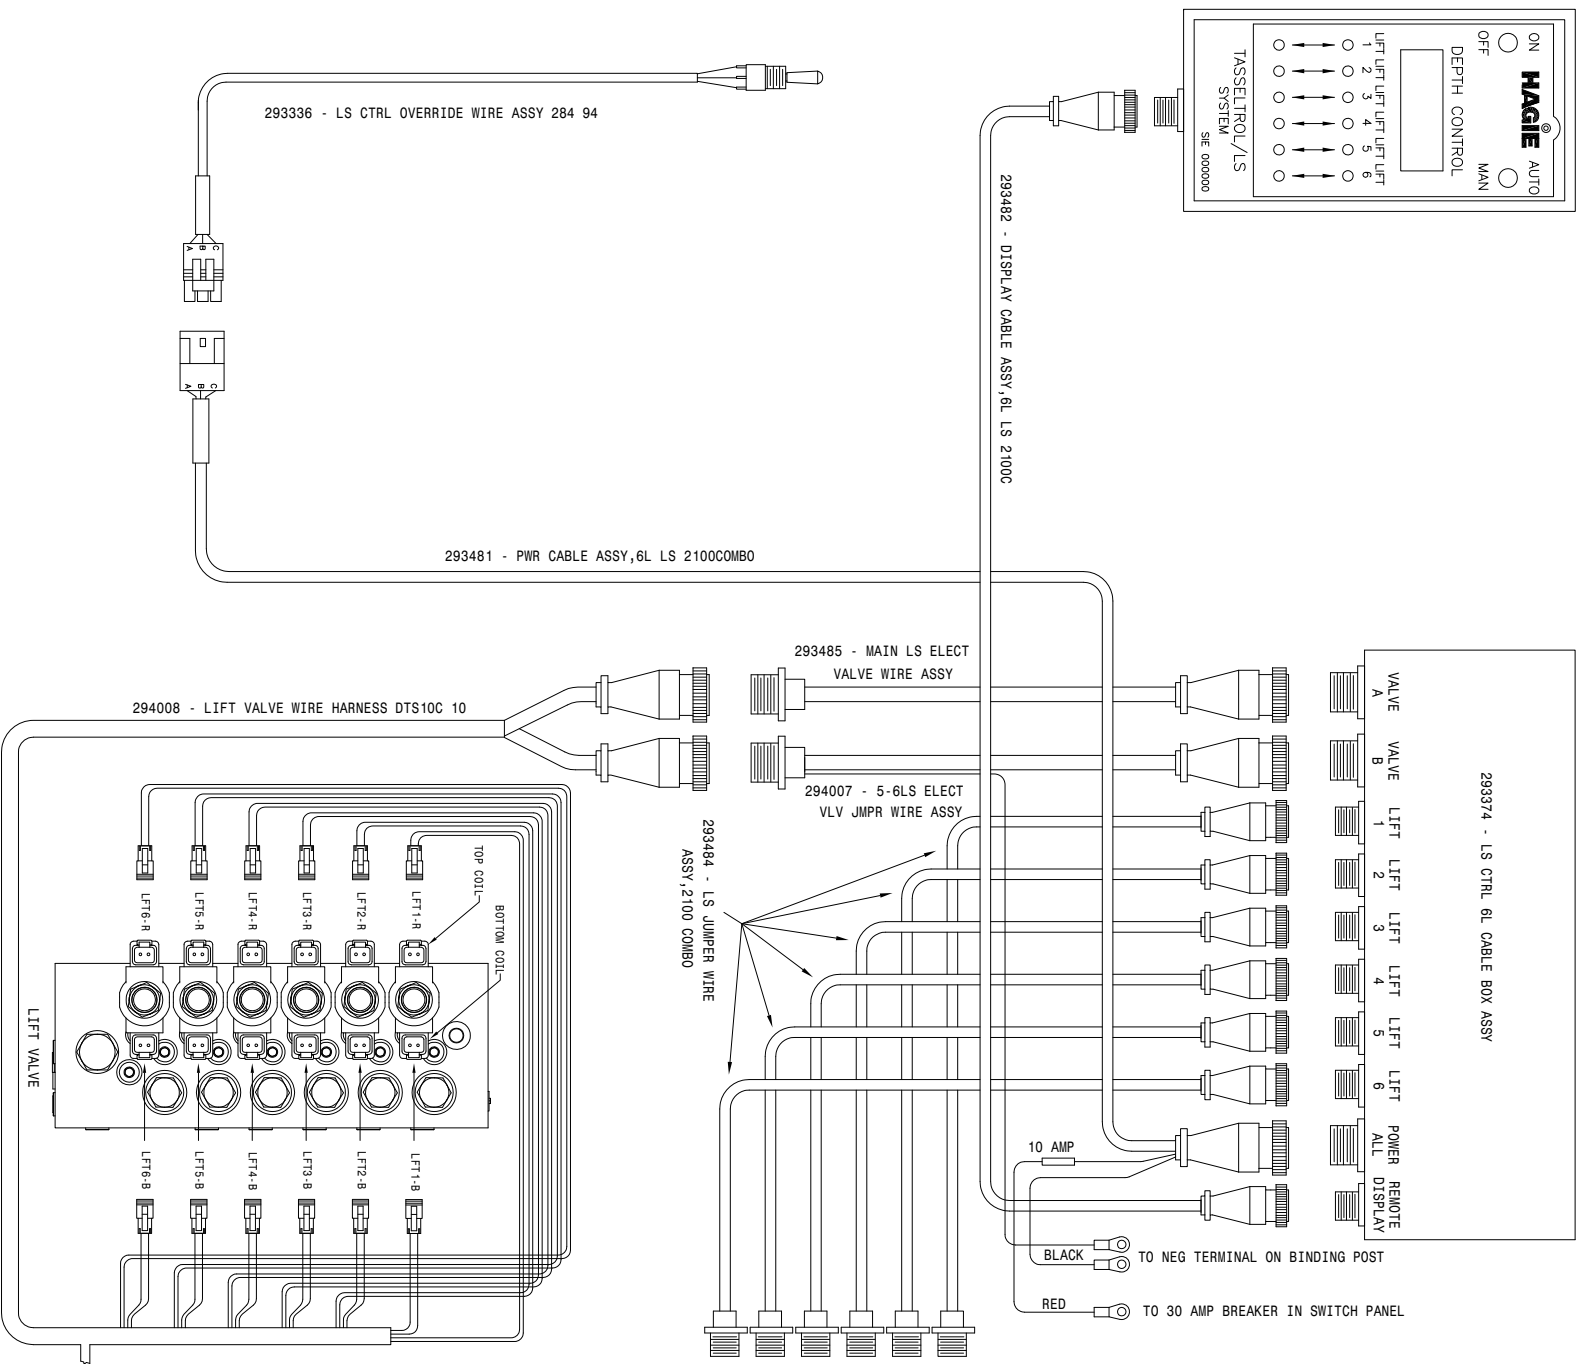 293336 - LS CTRL OVERRIDE WIRE ASSY 284 94
A B C
A B C
ON
OFF
HAGIE
AUTO
MAN
DEPTH CONTROL
LIFT LIFT LIFT LIFT LIFT LIFT
1 2 3 4 5 6
TASSELTROL/LS
SYSTEM
SIE 000000
293482 - DISPLAY CABLE ASSY,6L LS 2100C
293481 - PWR CABLE ASSY,6L LS 2100COMBO
293485 - MAIN LS ELECT
VALVE WIRE ASSY
294008 - LIFT VALVE WIRE HARNESS DTS10C 10
294007 - 5-6LS ELECT
VLV JMPR WIRE ASSY
293484 - LS JUMPER WIRE
ASSY,2100 COMBO
293374 - LS CTRL 6L CABLE BOX ASSY
VALVE
A
VALVE
B
LIFT
1
LIFT
2
LIFT
3
LIFT
4
LIFT
5
LIFT
6
POWER
ALL
REMOTE
DISPLAY
TOP COIL
BOTTOM COIL
LFT6-R
LFT5-R
LFT4-R
LFT3-R
LFT2-R
LFT1-R
LIFT VALVE
LFT6-B
LFT5-B
LFT4-B
LFT3-B
LFT2-B
LFT1-B
10 AMP
BLACK
TO NEG TERMINAL ON BINDING POST
RED
TO 30 AMP BREAKER IN SWITCH PANEL